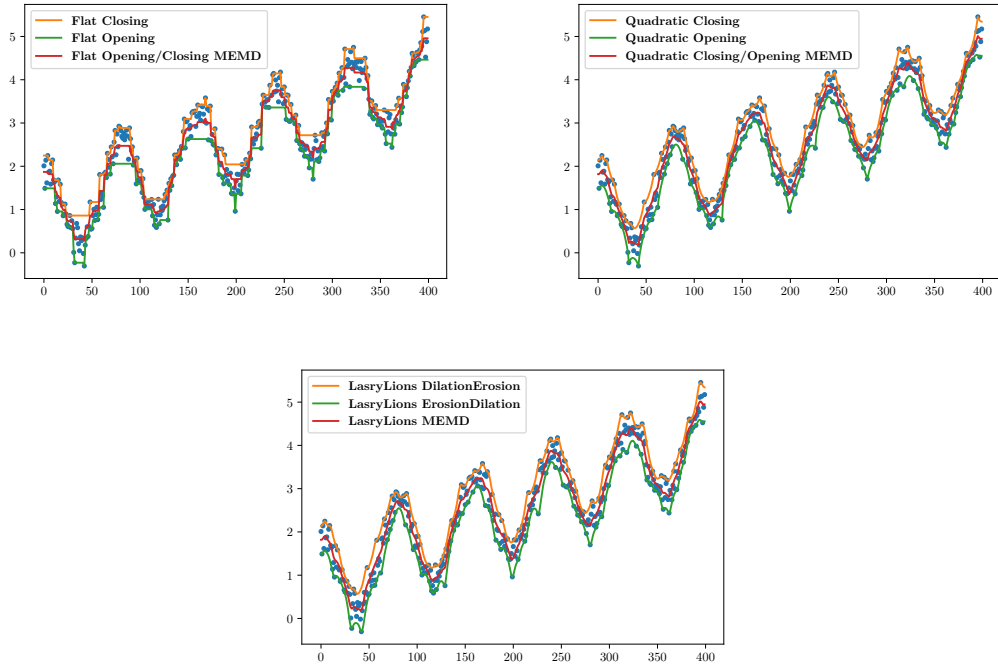 Flat Closing
Flat Opening
Flat Opening/Closing MEMD
5
4
3
2
1
0
0 50 100 150 200 250 300 350 400
Quadratic Closing
Quadratic Opening
Quadratic Closing/Opening MEMD
5
4
3
2
1
0
0 50 100 150 200 250 300 350 400
LasryLions DilationErosion
LasryLions ErosionDilation
LasryLions MEMD
5
4
3
2
1
0
0 50 100 150 200 250 300 350 400